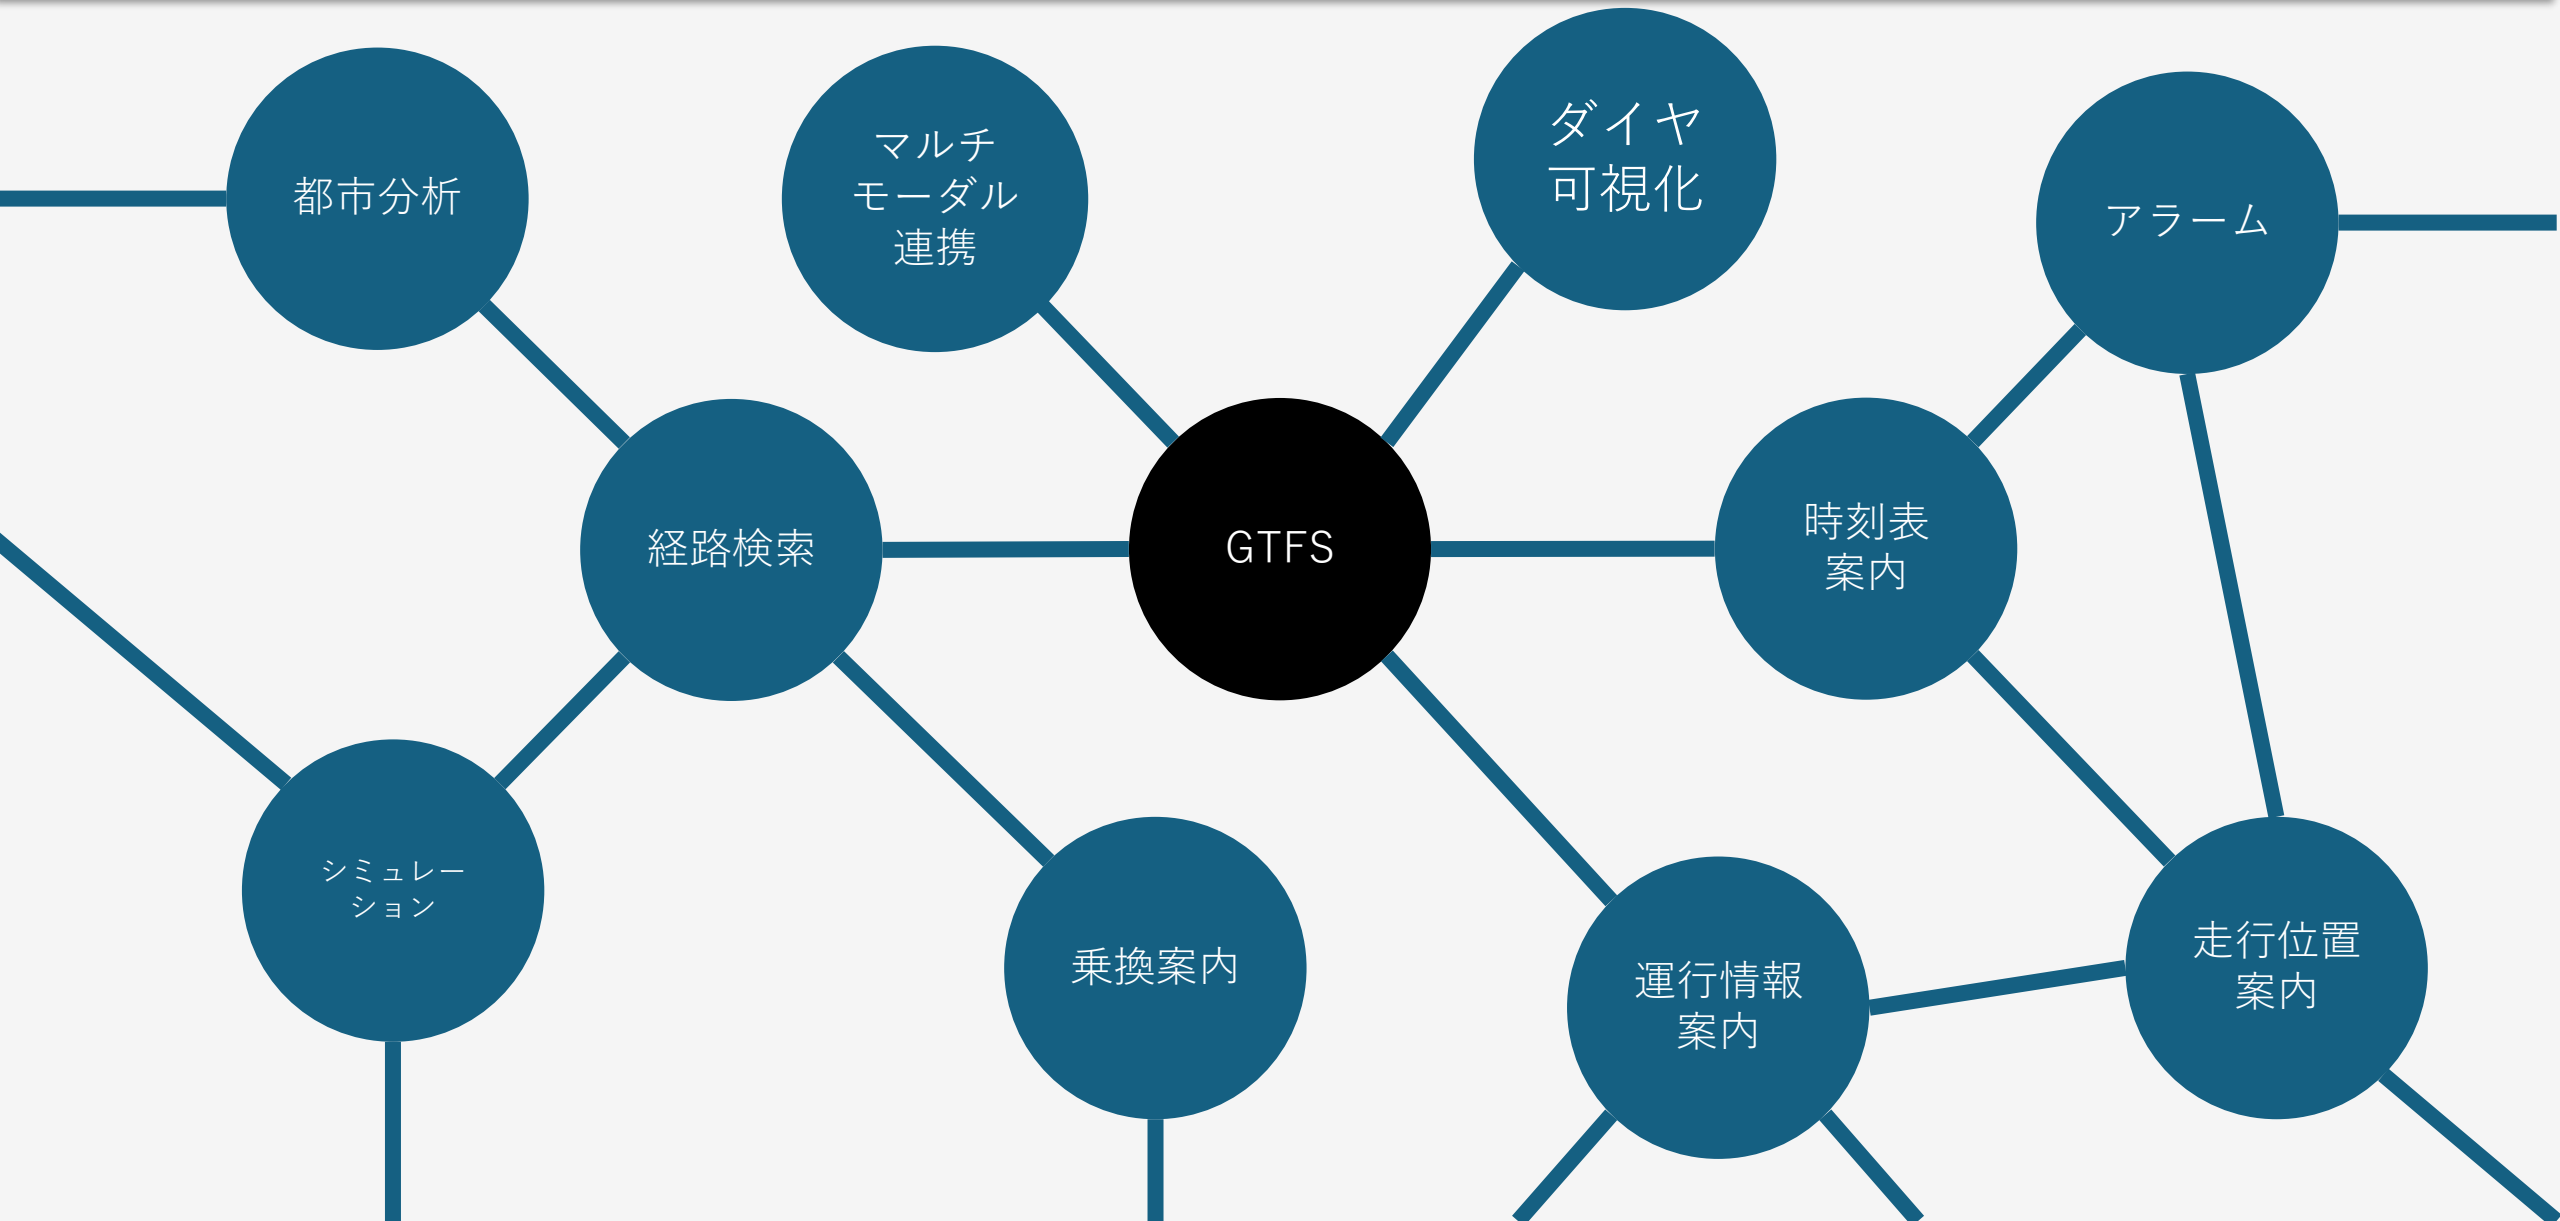 都市分析
マルチ
モーダル
連携
ダイヤ
可視化
アラーム
経路検索
GTFS
時刻表
案内
シミュレー
ション
乗換案内
運行情報
案内
走行位置
案内